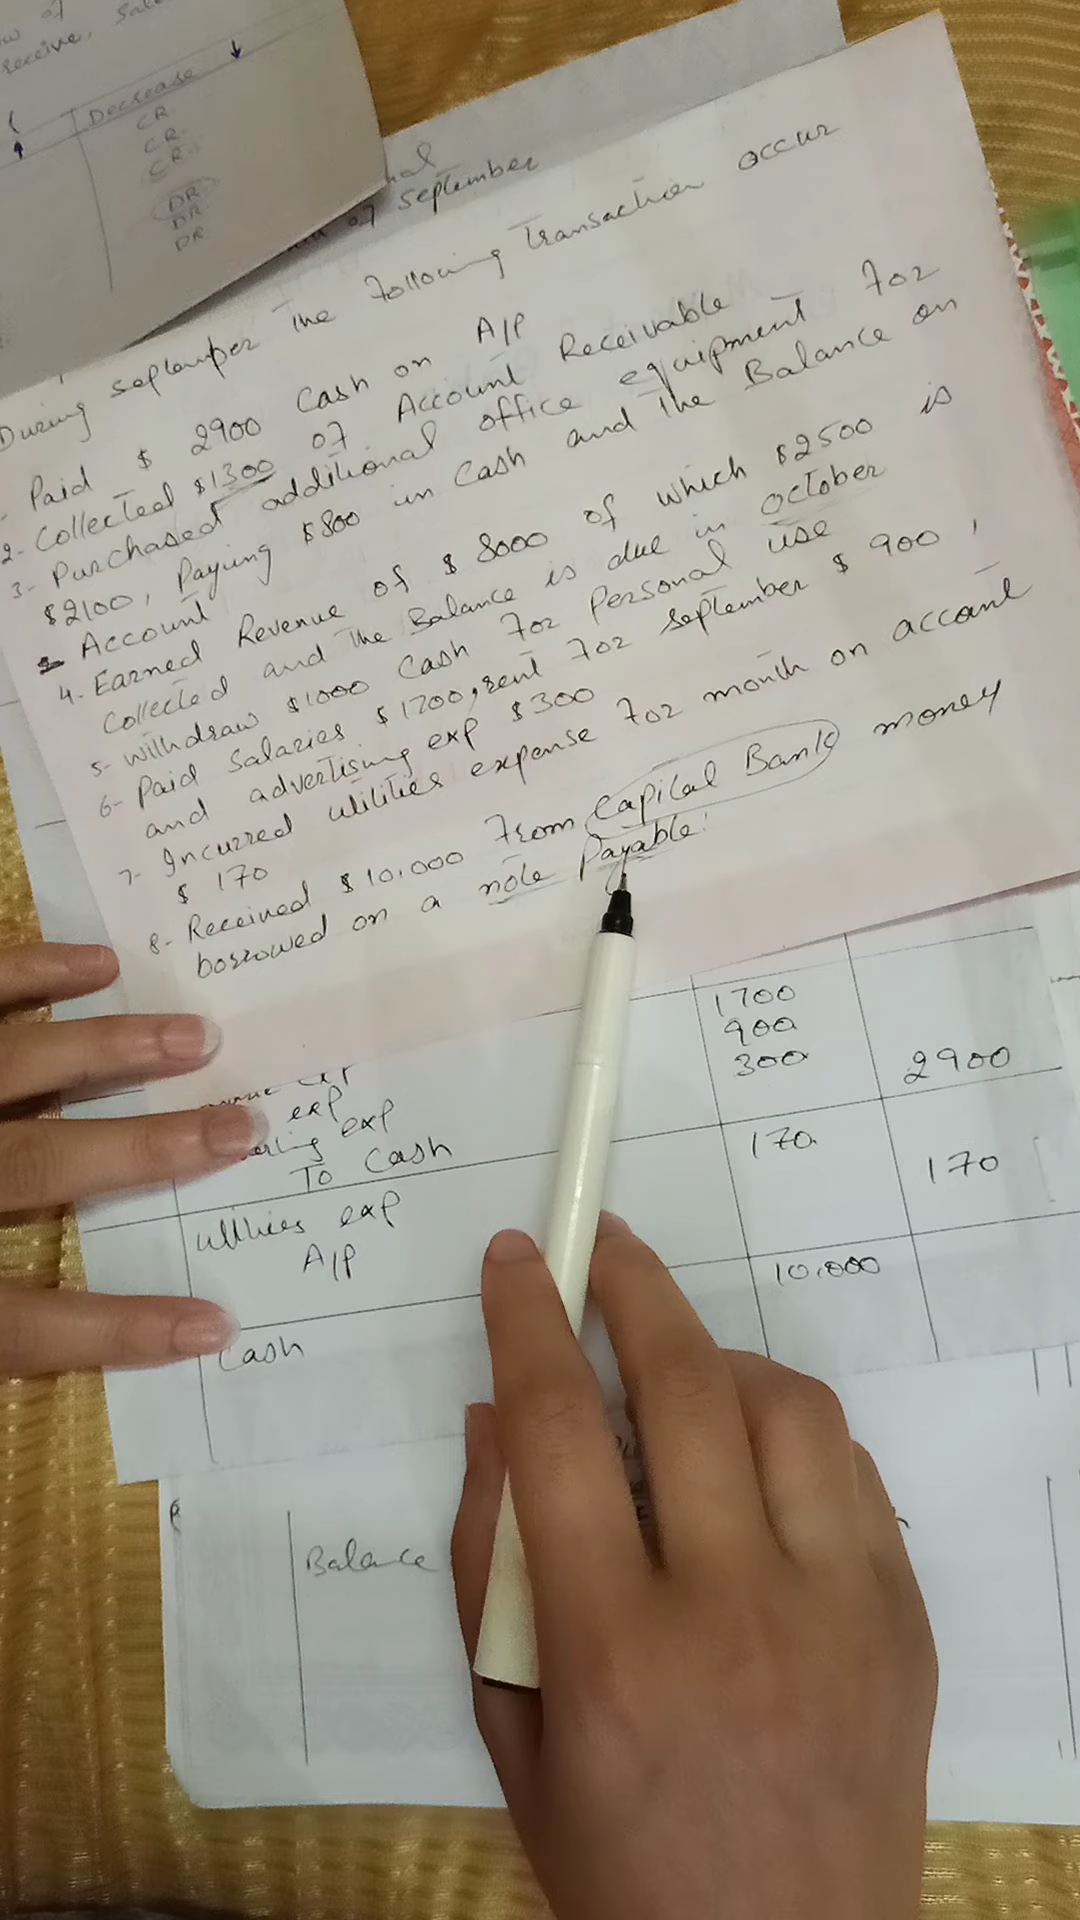 receive, Sala
Decrease
CR
CR
CR
DR
DR
DR
of September
During September the following transaction occur
Paid $ 2900 Cash on A/P
2- Collected $1300 of Account Receivable
3- Purchased additional office equipment for
$2100, Paying $800 in cash and the Balance on
Account
4- Earned Revenue of $ 8000 of which $2500 is
Collected and the Balance is due in October
5- withdraw $1000 cash for Personal use
6- Paid Salaries $1700, rent for September $ 900,
and advertising exp $300
7- Incurred utilities expense for month on account
$ 170
8- Received $10,000 from Capital Bank money
borrowed on a note Payable.
1700
exp 900
exp 300
To Cash 2900
utilities exp 170
A/P 170
Cash 10,000
Balance